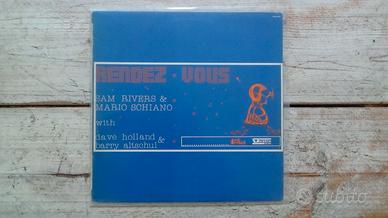 RENDEZ-VOUS
SAM RIVERS &
MARIO SCHIANO
with
dave holland &
barry altschul
subito